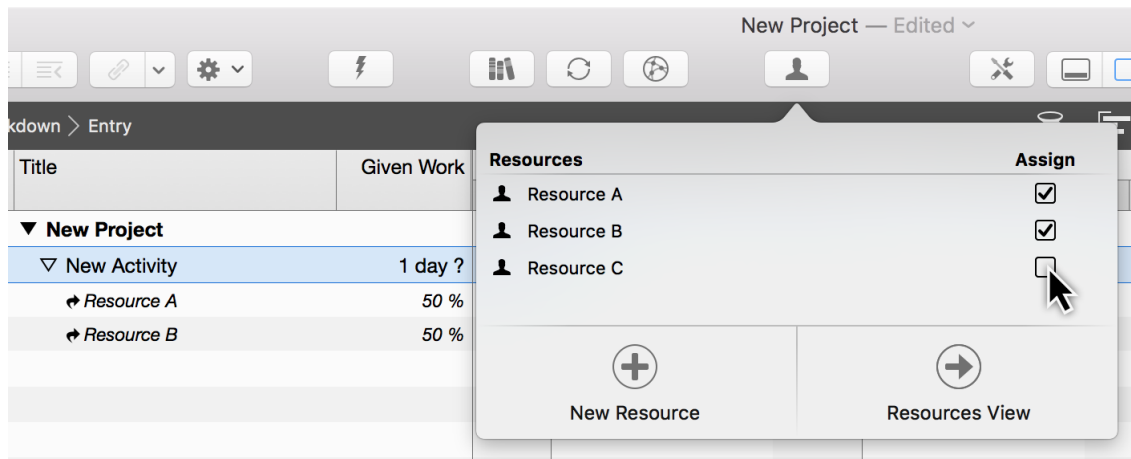 New Project — Edited
kdown > Entry
Title Given Work
Resources Assign
Resource A
Resource B
Resource C
New Project
New Activity 1 day ?
Resource A 50 %
Resource B 50 %
New Resource Resources View